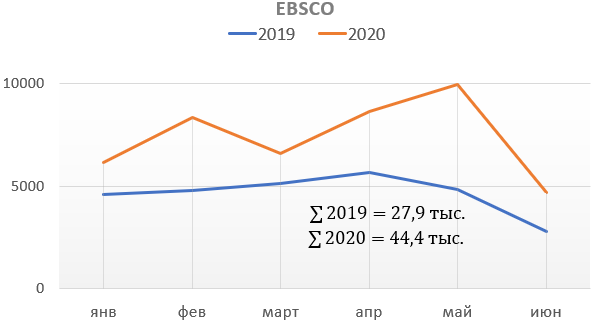 EBSCO
2019 2020
10000
5000
0
∑ 2019 = 27,9 тыс.
∑ 2020 = 44,4 тыс.
янв фев март апр май июн